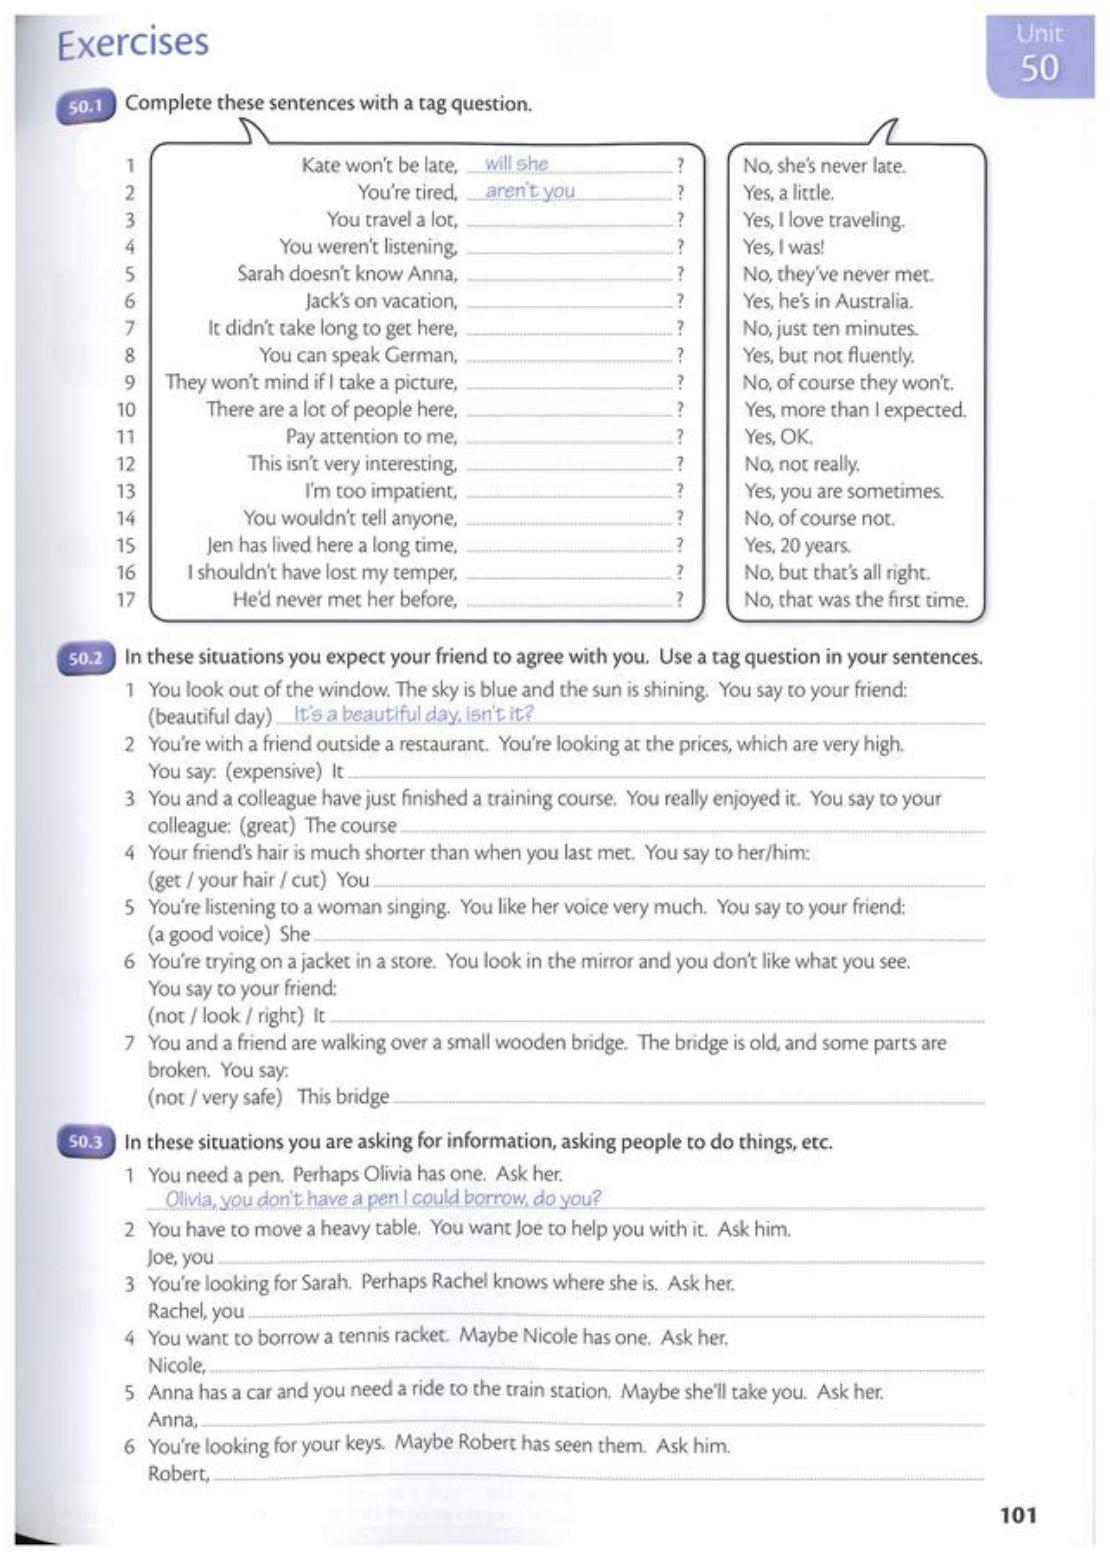 Exercises
Unit
50
50.1 Complete these sentences with a tag question.
1 Kate won't be late, will she ? No, she's never late.
2 You're tired, aren't you ? Yes, a little.
3 You travel a lot, ? Yes, I love traveling.
4 You weren't listening, ? Yes, I was!
5 Sarah doesn't know Anna, ? No, they've never met.
6 Jack's on vacation, ? Yes, he's in Australia.
7 It didn't take long to get here, ? No, just ten minutes.
8 You can speak German, ? Yes, but not fluently.
9 They won't mind if I take a picture, ? No, of course they won't.
10 There are a lot of people here, ? Yes, more than I expected.
11 Pay attention to me, ? Yes, OK.
12 This isn't very interesting, ? No, not really.
13 I'm too impatient, ? Yes, you are sometimes.
14 You wouldn't tell anyone, ? No, of course not.
15 Jen has lived here a long time, ? Yes, 20 years.
16 I shouldn't have lost my temper, ? No, but that's all right.
17 He'd never met her before, ? No, that was the first time.
50.2 In these situations you expect your friend to agree with you. Use a tag question in your sentences.
1 You look out of the window. The sky is blue and the sun is shining. You say to your friend:
(beautiful day) It's a beautiful day, isn't it?
2 You're with a friend outside a restaurant. You're looking at the prices, which are very high.
You say: (expensive) It
3 You and a colleague have just finished a training course. You really enjoyed it. You say to your
colleague: (great) The course
4 Your friend's hair is much shorter than when you last met. You say to her/him:
(get / your hair / cut) You
5 You're listening to a woman singing. You like her voice very much. You say to your friend:
(a good voice) She
6 You're trying on a jacket in a store. You look in the mirror and you don't like what you see.
You say to your friend:
(not / look / right) It
7 You and a friend are walking over a small wooden bridge. The bridge is old, and some parts are
broken. You say:
(not / very safe) This bridge
50.3 In these situations you are asking for information, asking people to do things, etc.
1 You need a pen. Perhaps Olivia has one. Ask her.
Olivia, you don't have a pen I could borrow, do you?
2 You have to move a heavy table. You want Joe to help you with it. Ask him.
Joe, you
3 You're looking for Sarah. Perhaps Rachel knows where she is. Ask her.
Rachel, you
4 You want to borrow a tennis racket. Maybe Nicole has one. Ask her.
Nicole,
5 Anna has a car and you need a ride to the train station. Maybe she'll take you. Ask her.
Anna,
6 You're looking for your keys. Maybe Robert has seen them. Ask him.
Robert,
101